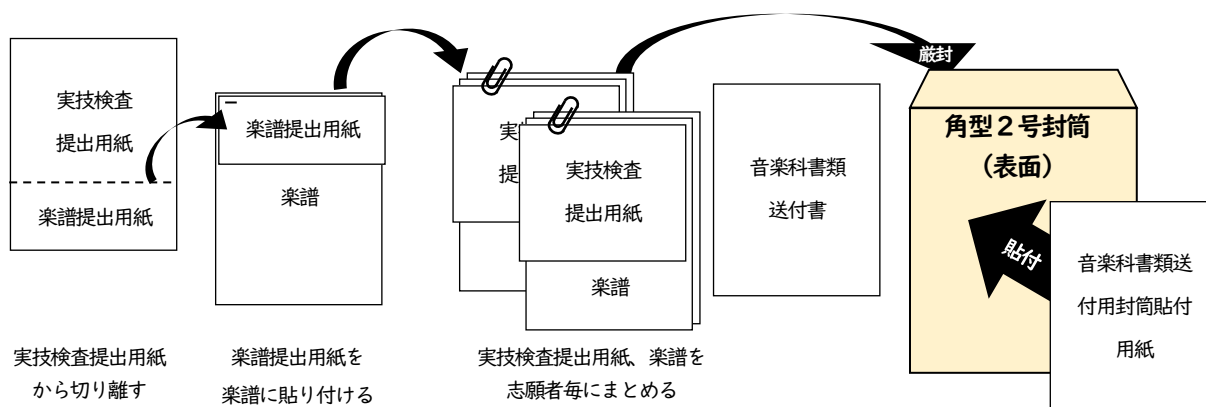 実技検査
提出用紙
楽譜提出用紙
実技検査提出用紙
から切り離す
楽譜提出用紙
楽譜
楽譜提出用紙を
楽譜に貼り付ける
実
提
実技検査
提出用紙
楽譜
実技検査提出用紙、楽譜を
志願者毎にまとめる
音楽科書類
送付書
厳封
角型２号封筒
（表面）
貼付
音楽科書類送
付用封筒貼付
用紙